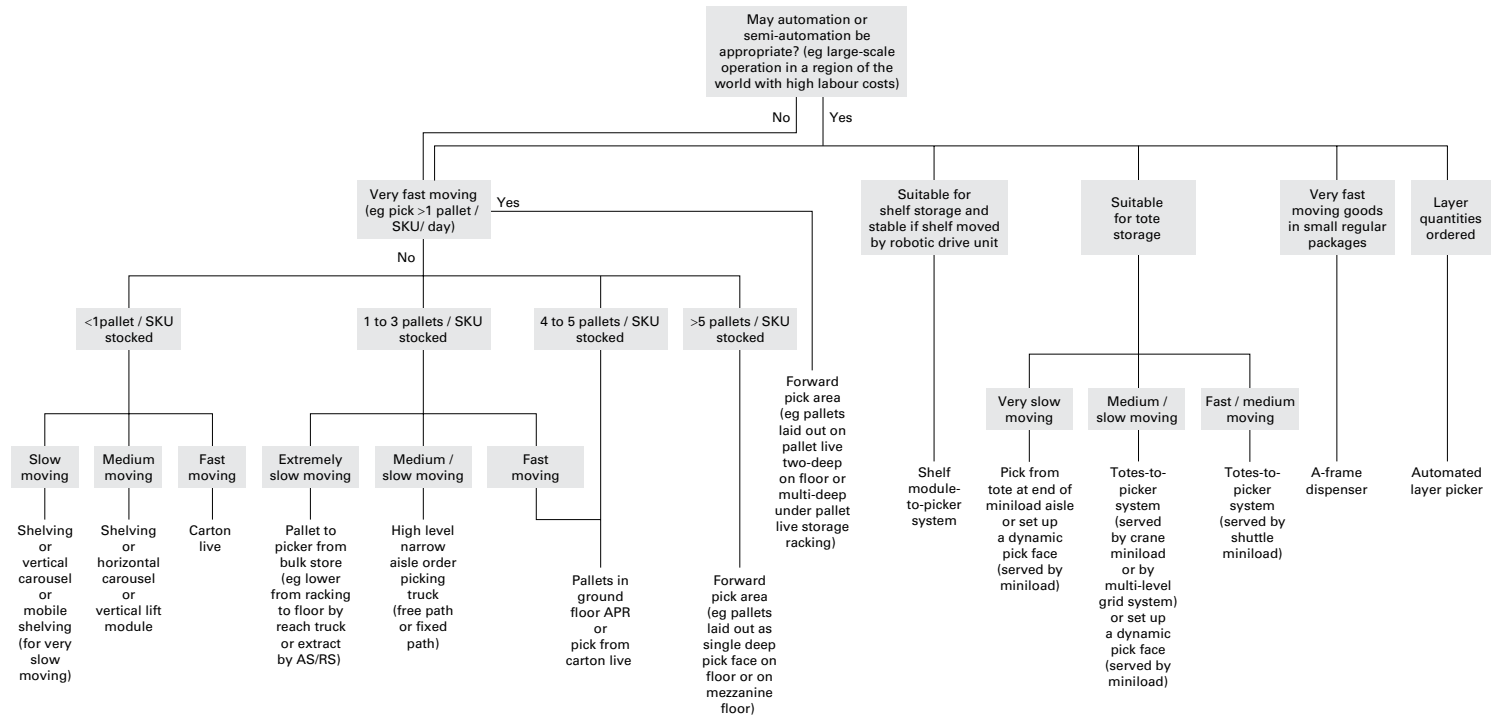 May automation or
semi-automation be
appropriate? (eg large-scale
operation in a region of the
world with high labour costs)
No
Yes
Very fast moving
(eg pick >1 pallet /
SKU/ day)
Yes
No
Suitable for
shelf storage and
stable if shelf moved
by robotic drive unit
Suitable
for tote
storage
Very fast
moving goods
in small regular
packages
Layer
quantities
ordered
<1pallet / SKU
stocked
1 to 3 pallets / SKU
stocked
4 to 5 pallets / SKU
stocked
>5 pallets / SKU
stocked
Forward
pick area
(eg pallets
laid out on
pallet live
two-deep
on floor or
multi-deep
under pallet
live storage
racking)
Very slow
moving
Medium /
slow moving
Fast / medium
moving
Slow
moving
Medium
moving
Fast
moving
Extremely
slow moving
Medium /
slow moving
Fast
moving
Shelf
module-
to-picker
system
Pick from
tote at end of
miniload aisle
or set up
a dynamic
pick face
(served by
miniload)
Totes-to-
picker
system
(served
by crane
miniload
or by
multi-level
grid system)
or set up
a dynamic
pick face
(served by
miniload)
Totes-to-
picker
system
(served by
shuttle
miniload)
A-frame
dispenser
Automated
layer picker
Shelving
or
vertical
carousel
or
mobile
shelving
(for very
slow
moving)
Shelving
or
horizontal
carousel
or
vertical lift
module
Carton
live
Pallet to
picker from
bulk store
(eg lower
from racking
to floor by
reach truck
or extract
by AS/RS)
High level
narrow
aisle order
picking
truck
(free path
or fixed
path)
Pallets in
ground
floor APR
or
pick from
carton live
Forward
pick area
(eg pallets
laid out as
single deep
pick face on
floor or on
mezzanine
floor)